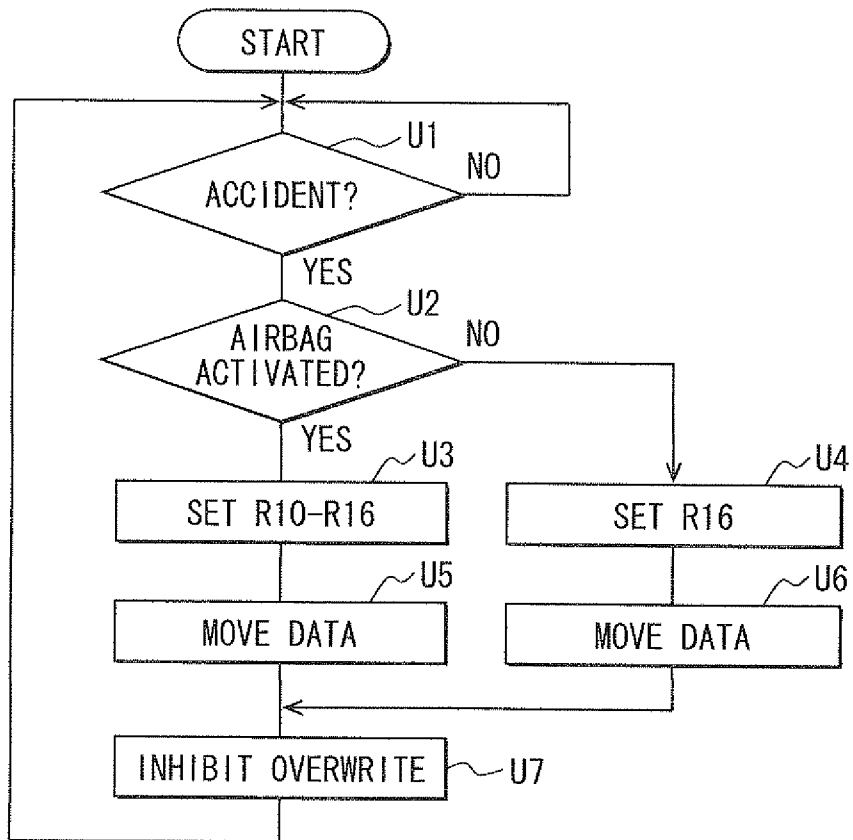 START
U1
ACCIDENT?
NO
YES
U2
AIRBAG
ACTIVATED?
NO
YES
U3
SET R10-R16
U4
SET R16
U5
MOVE DATA
U6
MOVE DATA
INHIBIT OVERWRITE
U7